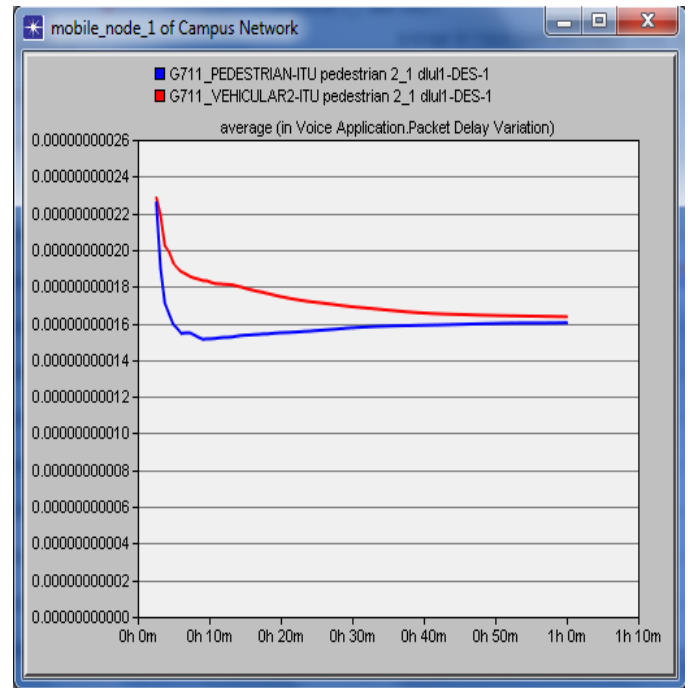 mobile_node_1 of Campus Network
G711_PEDESTRIAN-ITU pedestrian 2_1 dlul1-DES-1
G711_VEHICULAR2-ITU pedestrian 2_1 dlul1-DES-1
average (in Voice Application.Packet Delay Variation)
0.00000000026
0.00000000024
0.00000000022
0.00000000020
0.00000000018
0.00000000016
0.00000000014
0.00000000012
0.00000000010
0.00000000008
0.00000000006
0.00000000004
0.00000000002
0.00000000000
0h 0m 0h 10m 0h 20m 0h 30m 0h 40m 0h 50m 1h 0m 1h 10m